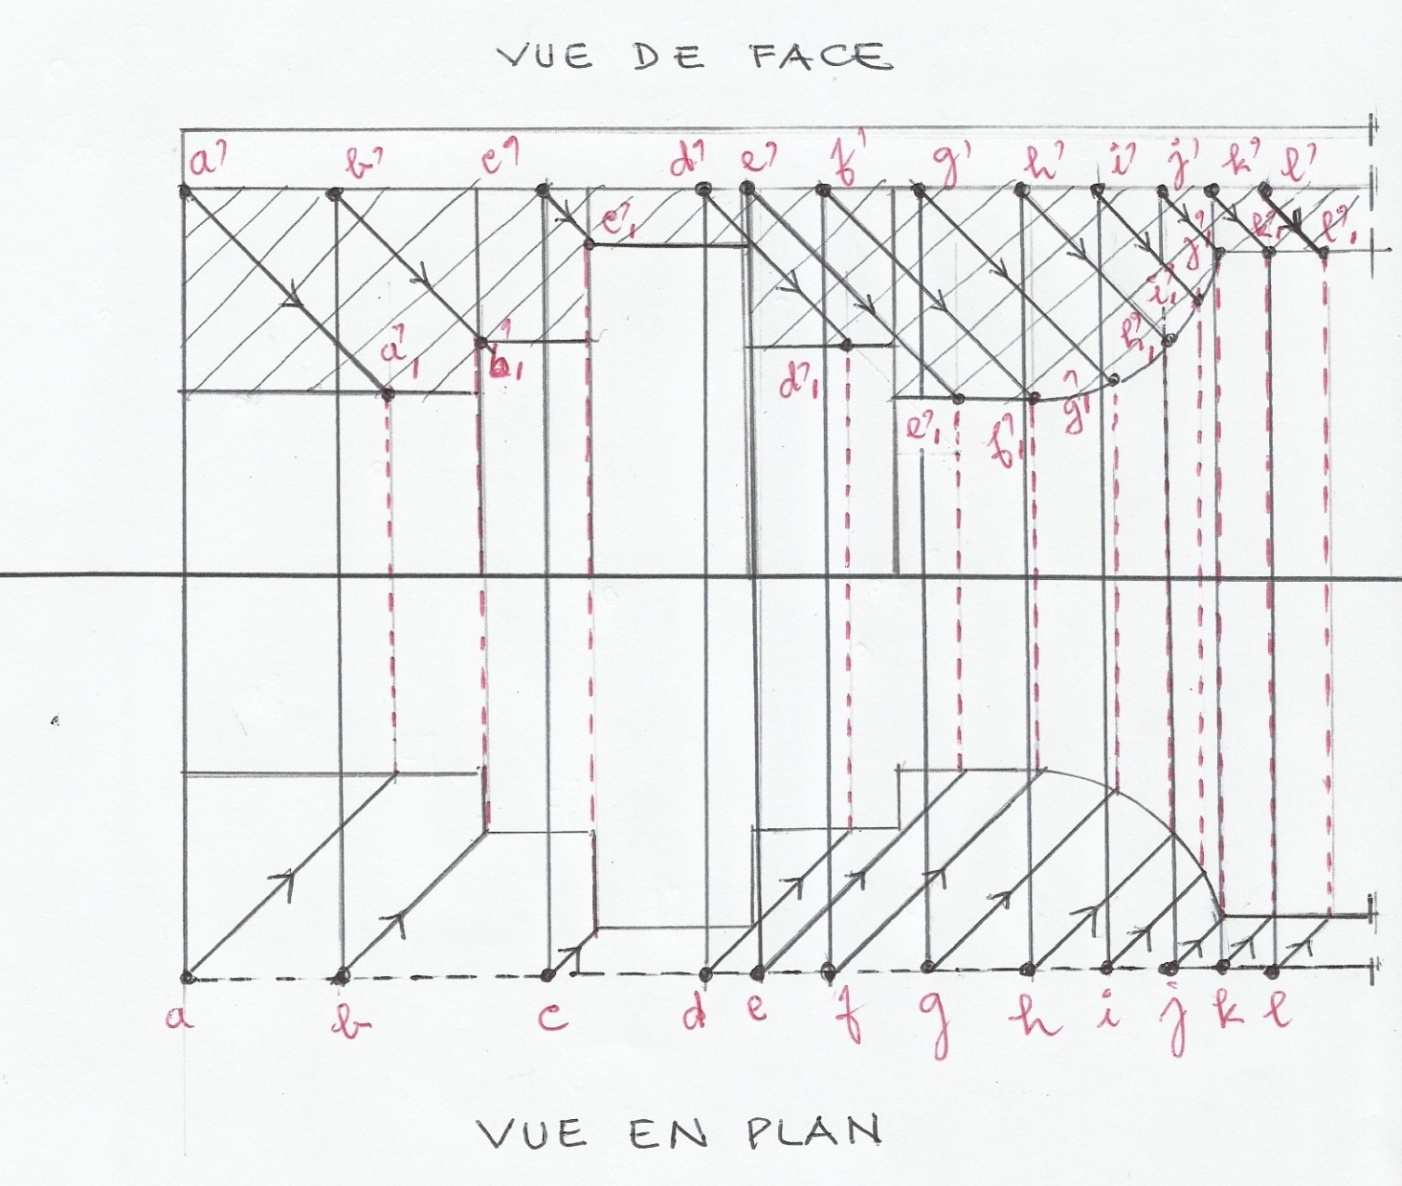 VUE DE FACE
a' b' c' d' e' f' g' h' i' j' k' l'
c'₁ j'₁ k'₁ l'₁
i'₁
a'₁ b'₁ h'₁
d'₁ g'₁
e'₁ f'₁
a b c d e f g h i j k l
VUE EN PLAN